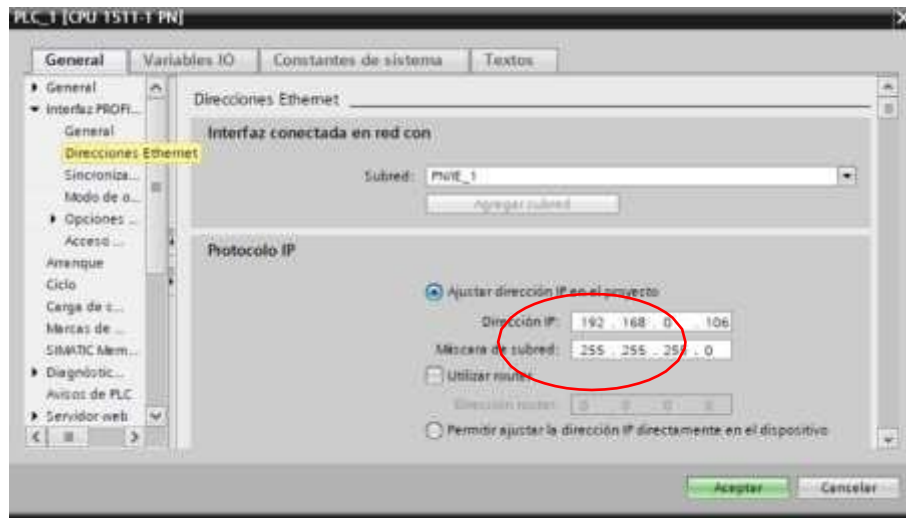 PLC_1 [CPU 1511-1 PN]
General Variables IO Constantes de sistema Textos
General
Interfaz PROFI...
General
Direcciones Ethernet
Sincroniza...
Modo de o...
Opciones ...
Acceso ...
Arranque
Ciclo
Carga de c...
Marcas de ...
SIMATIC Mem...
Diagnóstic...
Avisos de PLC
Servidor web
Direcciones Ethernet
Interfaz conectada en red con
Subred: PN/IE_1
Agregar subred
Protocolo IP
Ajustar dirección IP en el proyecto
Dirección IP: 192 . 168 . 0 . 106
Máscara de subred: 255 . 255 . 255 . 0
Utilizar router
Dirección router: 0 . 0 . 0 . 0
Permitir ajustar la dirección IP directamente en el dispositivo
Aceptar Cancelar